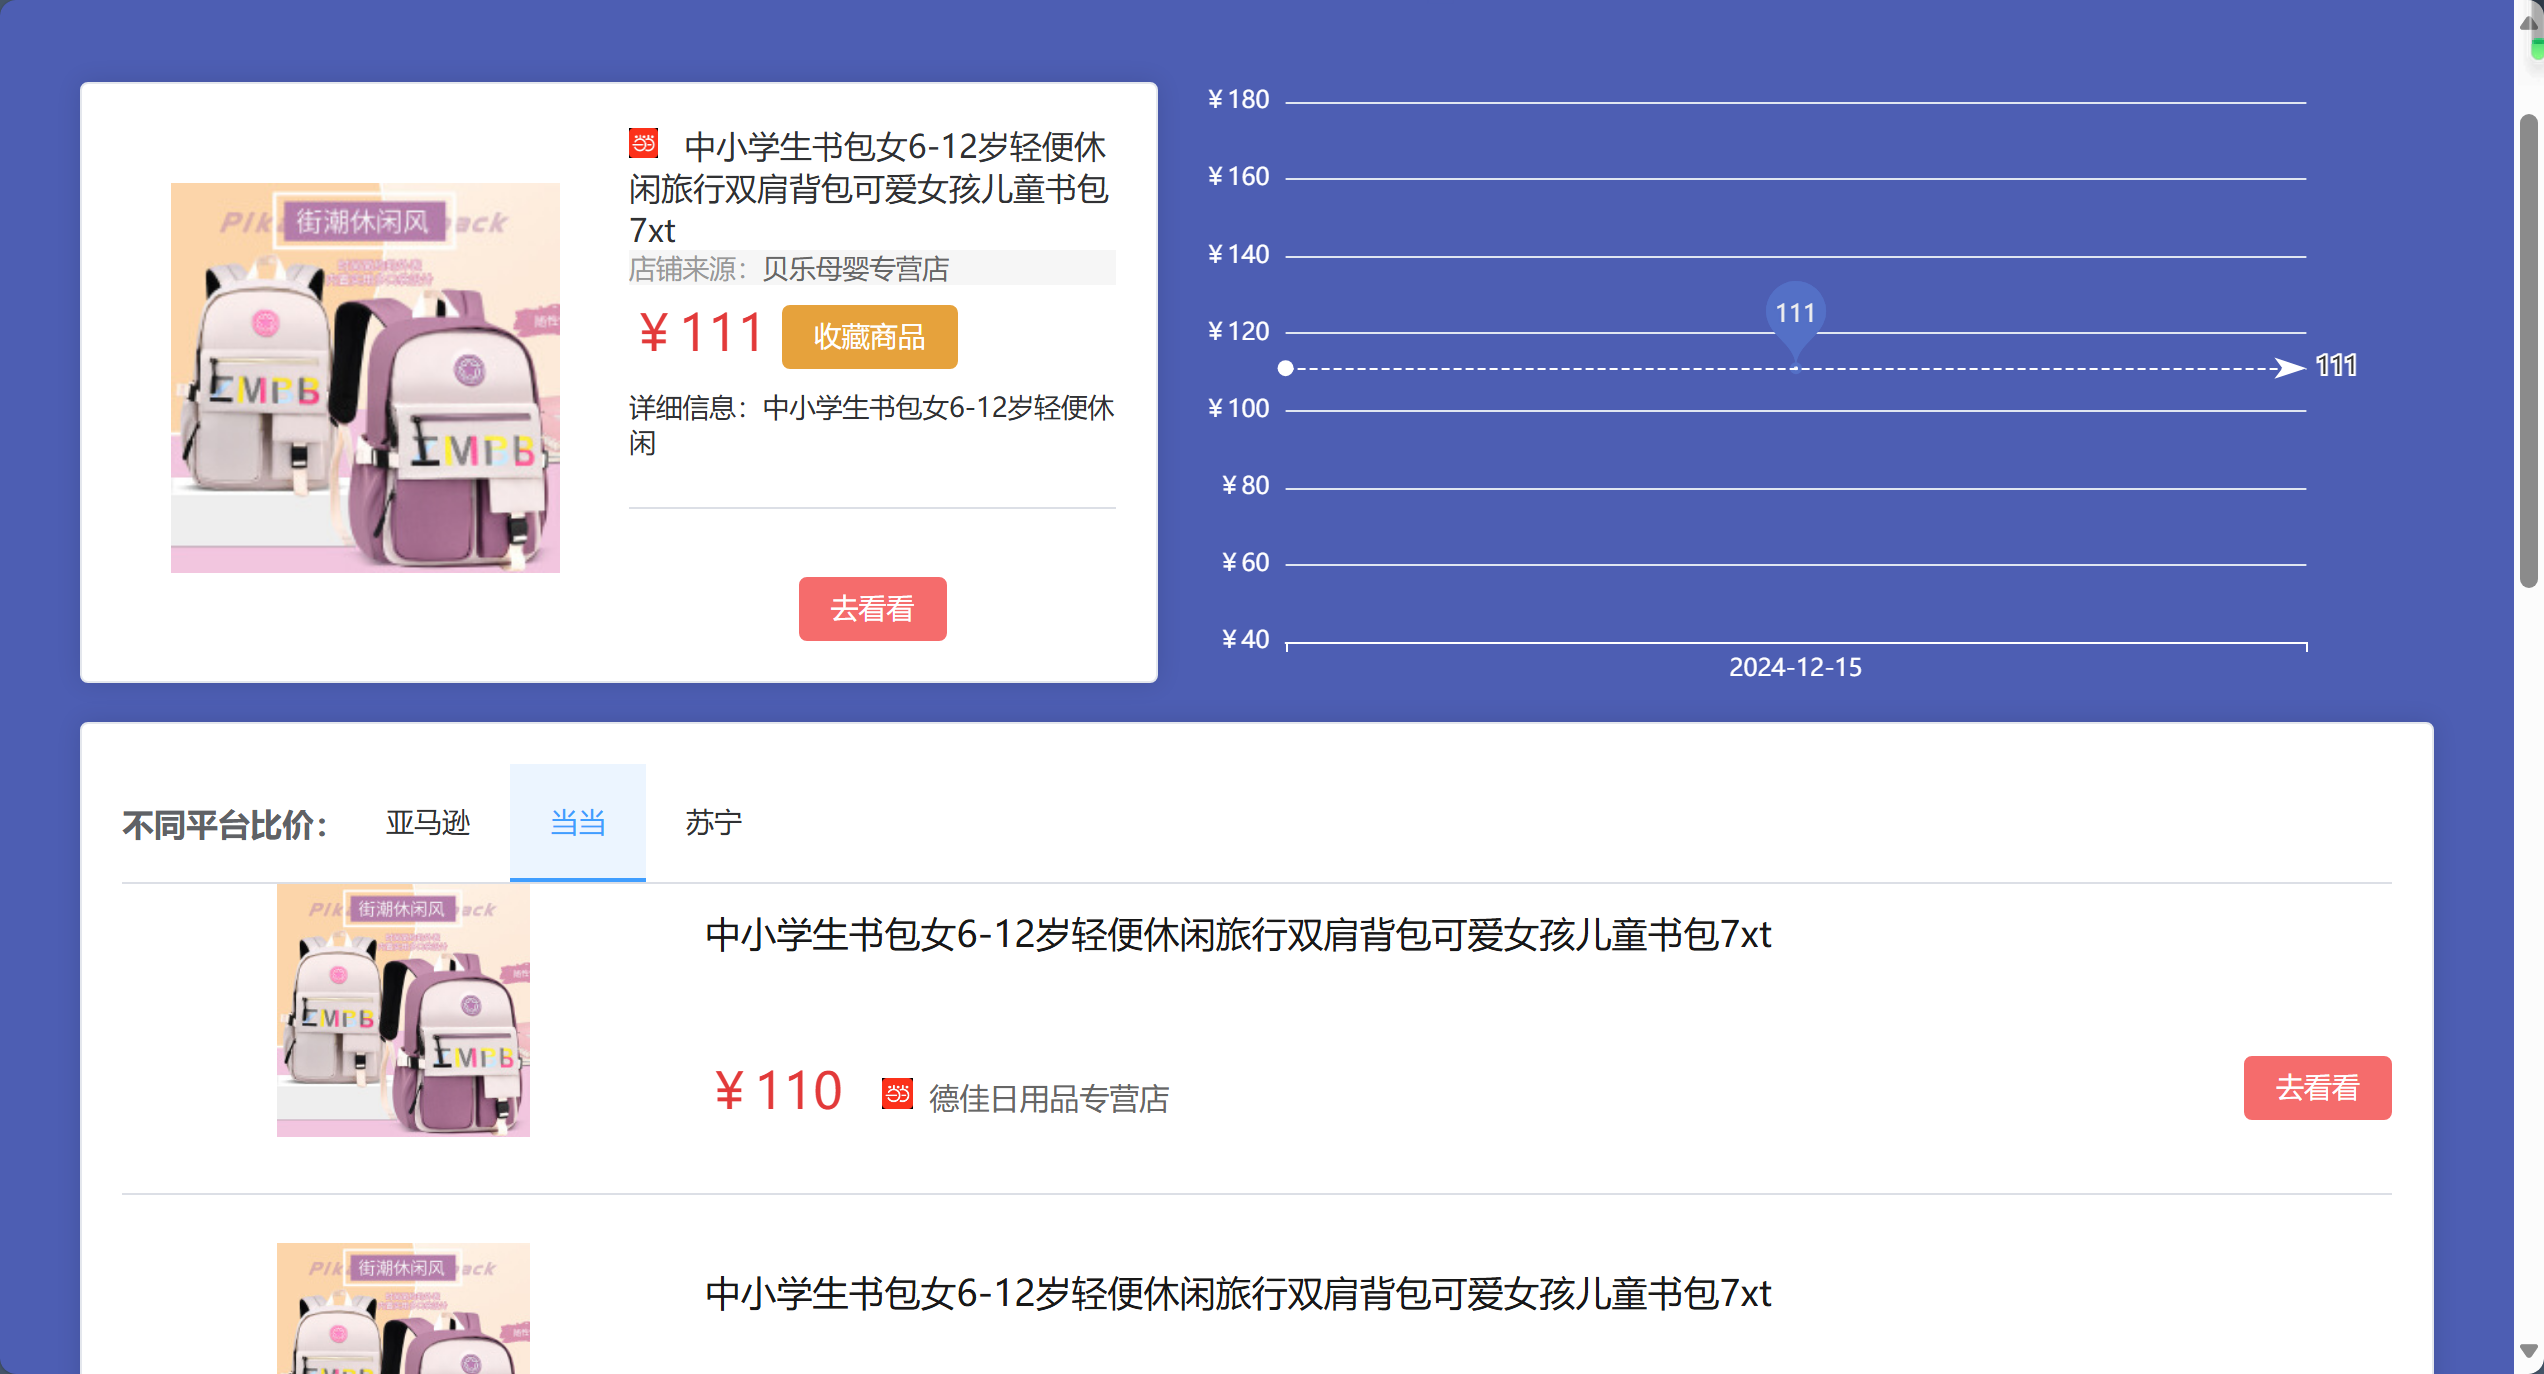 街潮休闲风
中小学生书包女6-12岁轻便休
闲旅行双肩背包可爱女孩儿童书包
7xt
店铺来源：贝乐母婴专营店
¥ 111 收藏商品
详细信息：中小学生书包女6-12岁轻便休
闲
去看看
¥ 180
¥ 160
¥ 140
111
¥ 120
111
¥ 100
¥ 80
¥ 60
¥ 40
2024-12-15
不同平台比价： 亚马逊 当当 苏宁
街潮休闲风
中小学生书包女6-12岁轻便休闲旅行双肩背包可爱女孩儿童书包7xt
¥ 110 德佳日用品专营店
去看看
街潮休闲风
中小学生书包女6-12岁轻便休闲旅行双肩背包可爱女孩儿童书包7xt